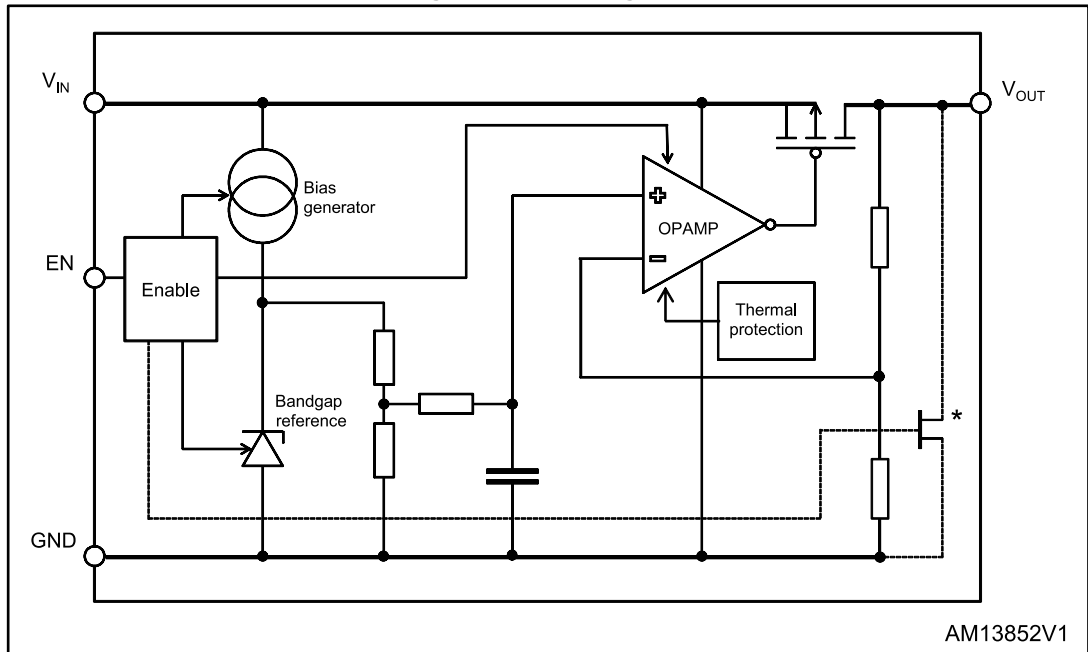 VIN
VOUT
Bias
generator
OPAMP
EN
Enable
Thermal
protection
Bandgap
reference
*
GND
AM13852V1